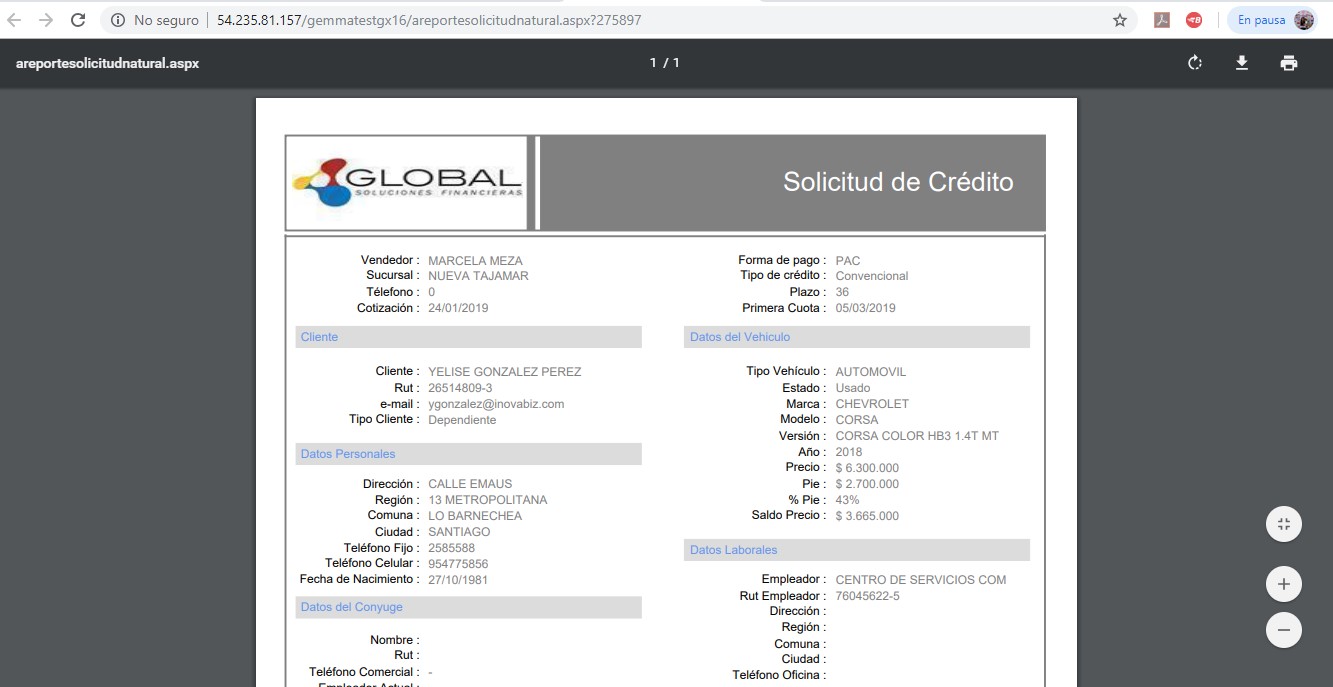 No seguro
54.235.81.157/gemmatestgx16/areportesolicitudnatural.aspx?275897
En pausa
areportesolicitudnatural.aspx
1 / 1
GLOBAL
SOLUCIONES FINANCIERAS
Solicitud de Crédito
Vendedor : MARCELA MEZA
Sucursal : NUEVA TAJAMAR
Télefono : 0
Cotización : 24/01/2019
Forma de pago : PAC
Tipo de crédito : Convencional
Plazo : 36
Primera Cuota : 05/03/2019
Cliente
Cliente : YELISE GONZALEZ PEREZ
Rut : 26514809-3
e-mail : ygonzalez@inovabiz.com
Tipo Cliente : Dependiente
Datos Personales
Dirección : CALLE EMAUS
Región : 13 METROPOLITANA
Comuna : LO BARNECHEA
Ciudad : SANTIAGO
Teléfono Fijo : 2585588
Teléfono Celular : 954775856
Fecha de Nacimiento : 27/10/1981
Datos del Conyuge
Nombre :
Rut :
Teléfono Comercial : -
Empleador Actual :
Datos del Vehiculo
Tipo Vehículo : AUTOMOVIL
Estado : Usado
Marca : CHEVROLET
Modelo : CORSA
Versión : CORSA COLOR HB3 1.4T MT
Año : 2018
Precio : $ 6.300.000
Pie : $ 2.700.000
% Pie : 43%
Saldo Precio : $ 3.665.000
Datos Laborales
Empleador : CENTRO DE SERVICIOS COM
Rut Empleador : 76045622-5
Dirección :
Región :
Comuna :
Ciudad :
Teléfono Oficina :